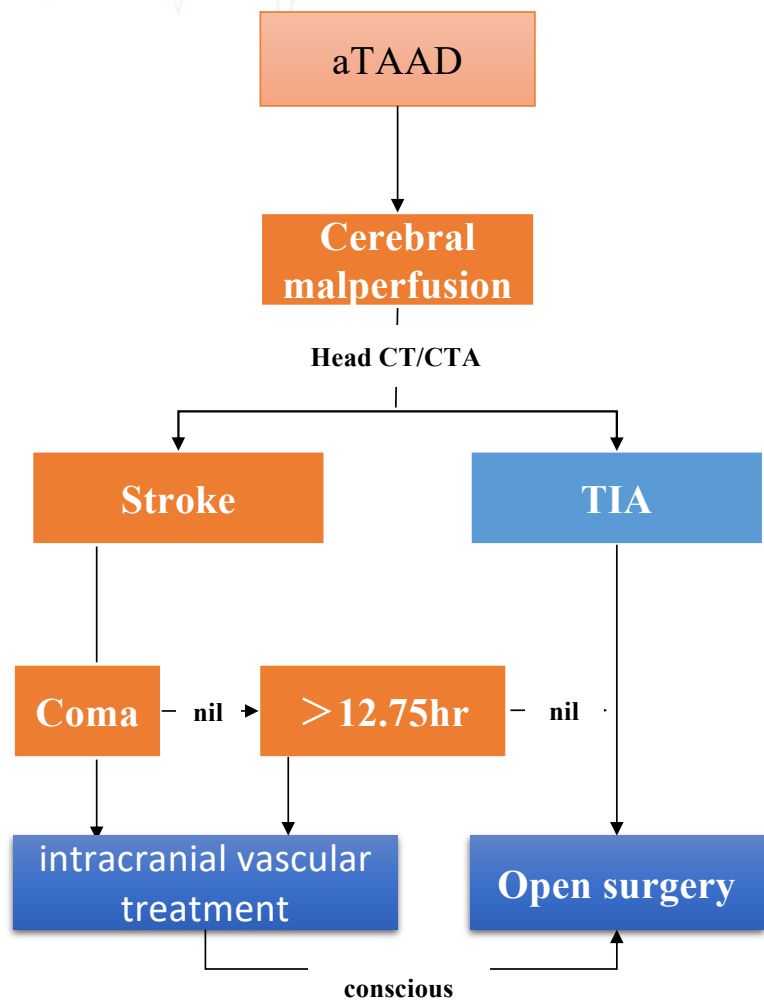 aTAAD
Cerebral
malperfusion
Head CT/CTA
Stroke
TIA
Coma
nil
＞12.75hr
nil
intracranial vascular
treatment
Open surgery
conscious